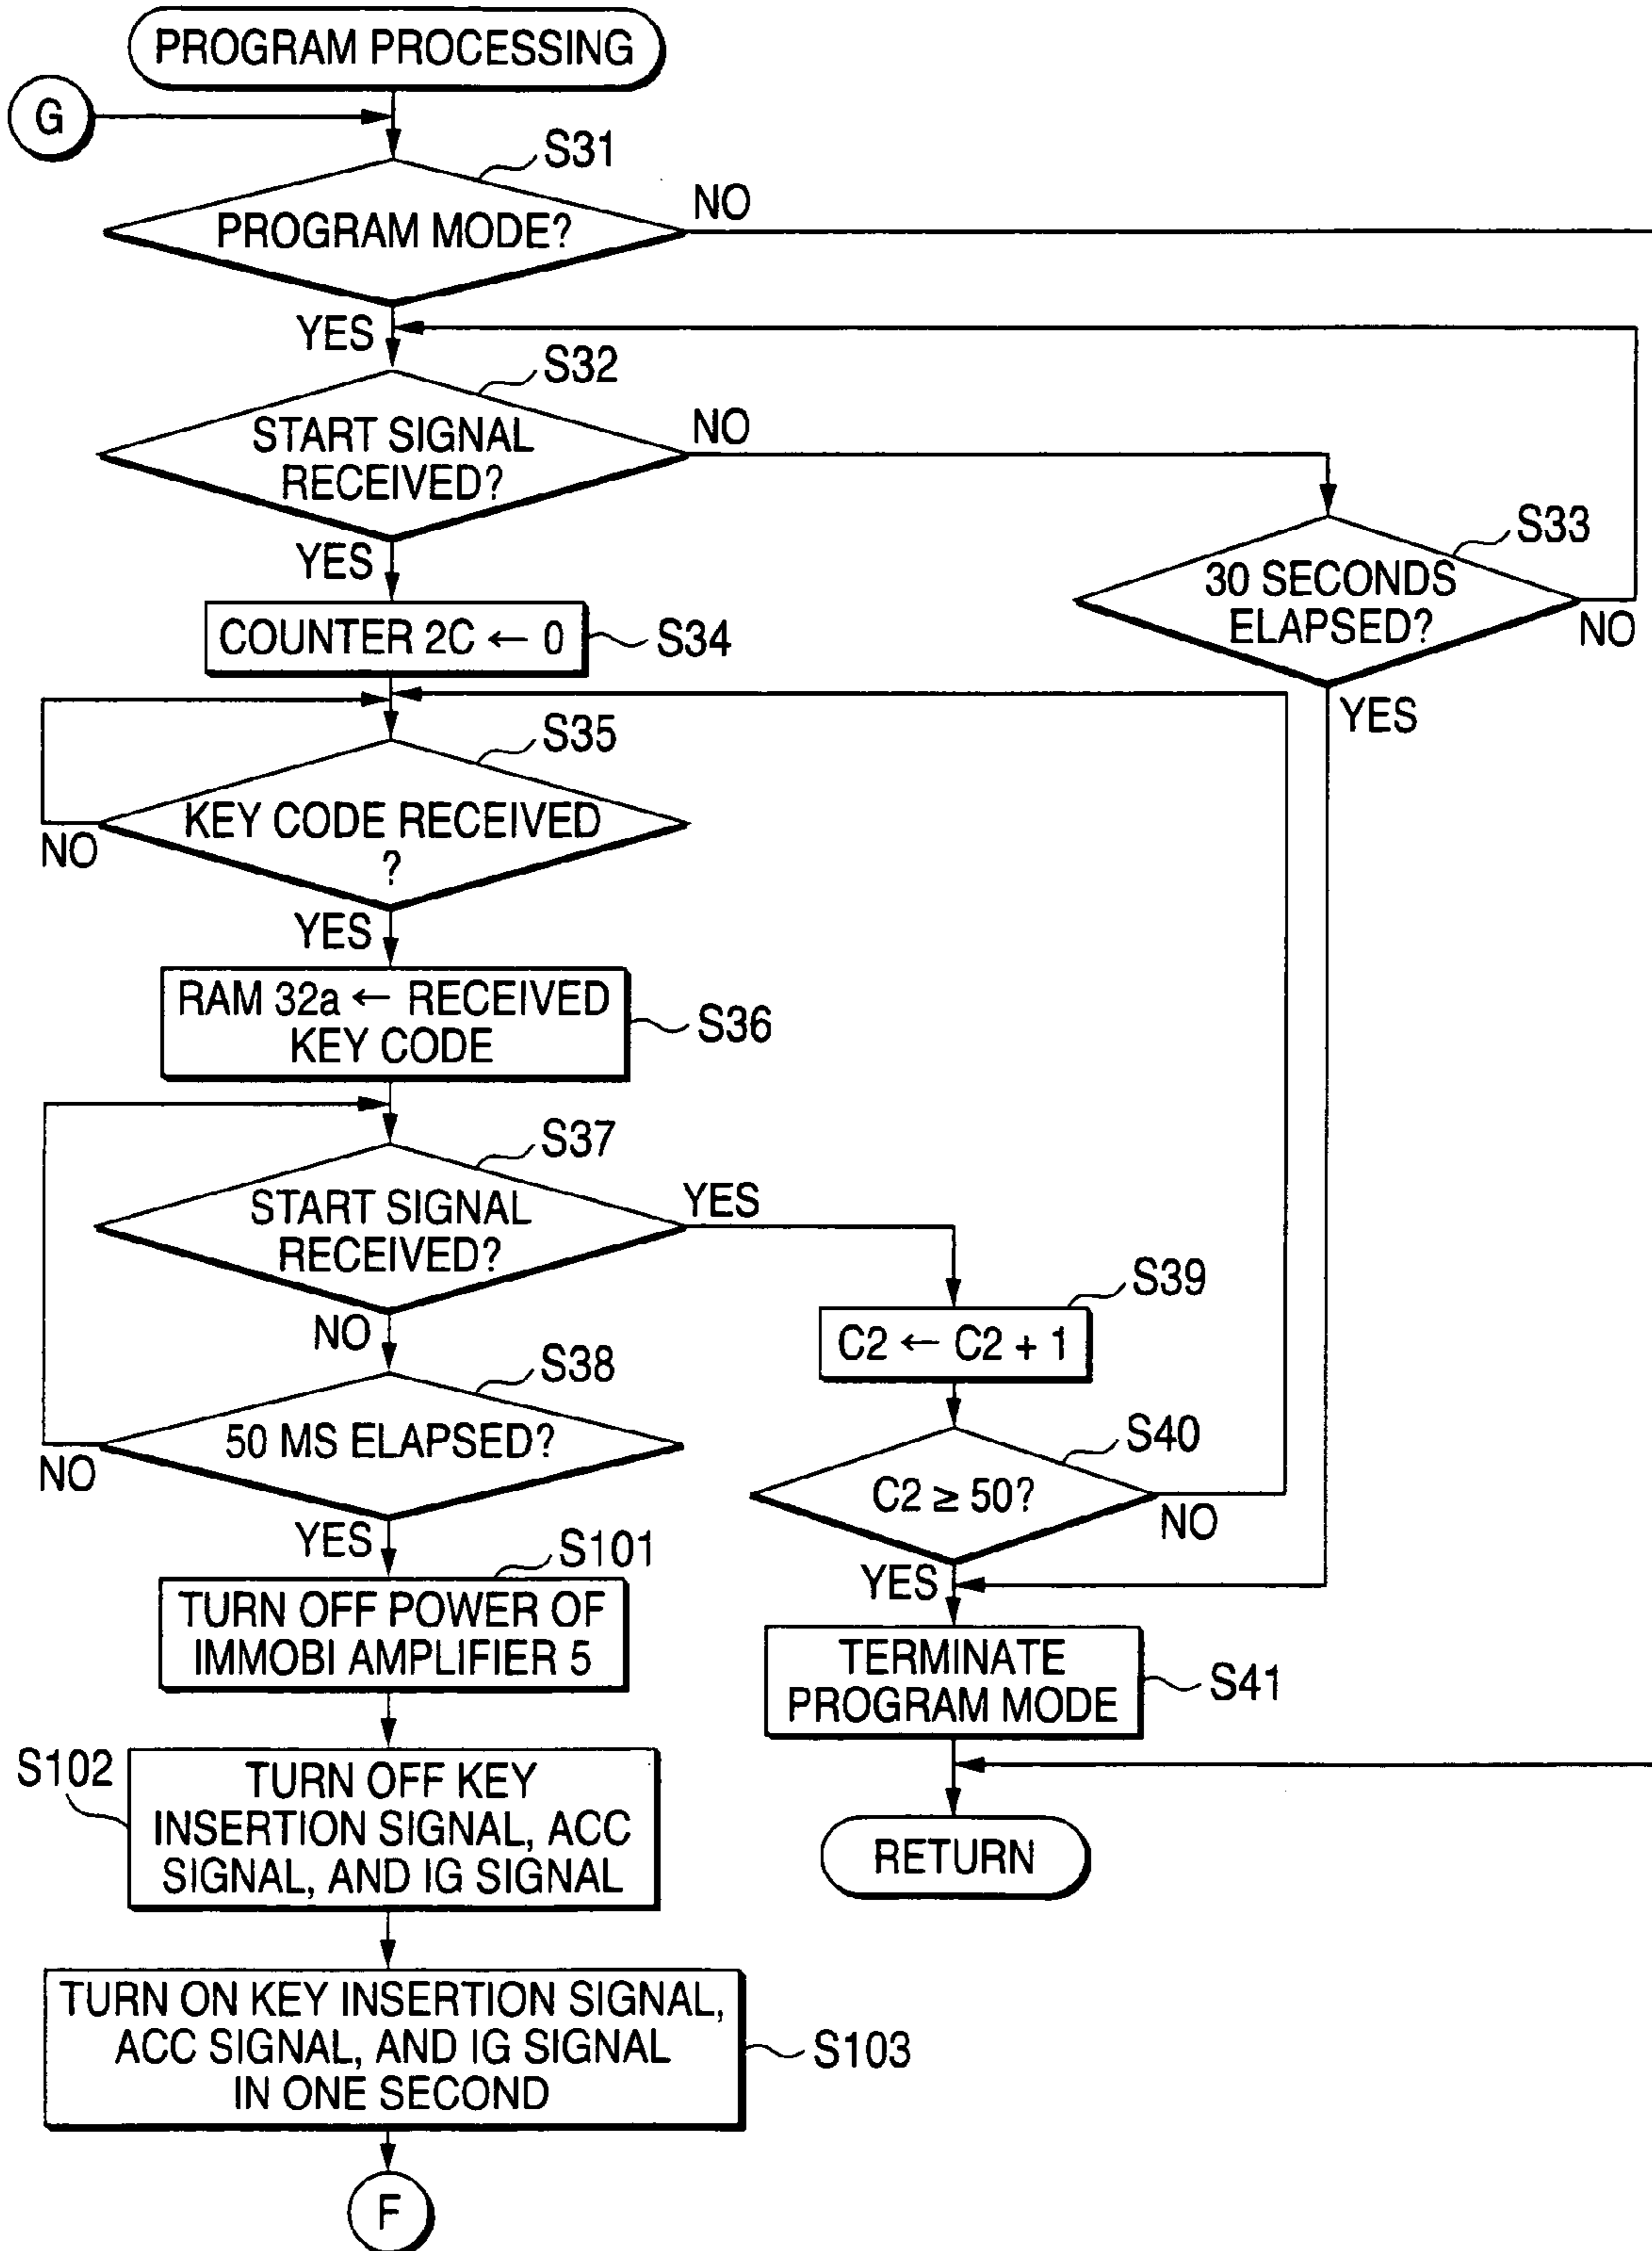 PROGRAM PROCESSING
G
S31
PROGRAM MODE?
NO
YES
S32
START SIGNAL
RECEIVED?
NO
YES
S33
30 SECONDS
ELAPSED?
NO
YES
COUNTER 2C ← 0
S34
S35
KEY CODE RECEIVED
?
NO
YES
RAM 32a ← RECEIVED
KEY CODE
S36
S37
START SIGNAL
RECEIVED?
YES
NO
S38
50 MS ELAPSED?
NO
YES
S39
C2 ← C2 + 1
S40
C2 ≥ 50?
NO
YES
S101
TURN OFF POWER OF
IMMOBI AMPLIFIER 5
TERMINATE
PROGRAM MODE
S41
S102
TURN OFF KEY
INSERTION SIGNAL, ACC
SIGNAL, AND IG SIGNAL
RETURN
TURN ON KEY INSERTION SIGNAL,
ACC SIGNAL, AND IG SIGNAL
IN ONE SECOND
S103
F